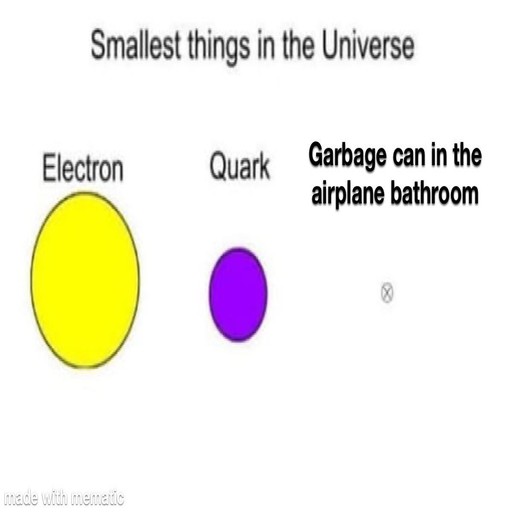 Smallest things in the Universe
Electron
Quark
Garbage can in the
airplane bathroom
made with mematic